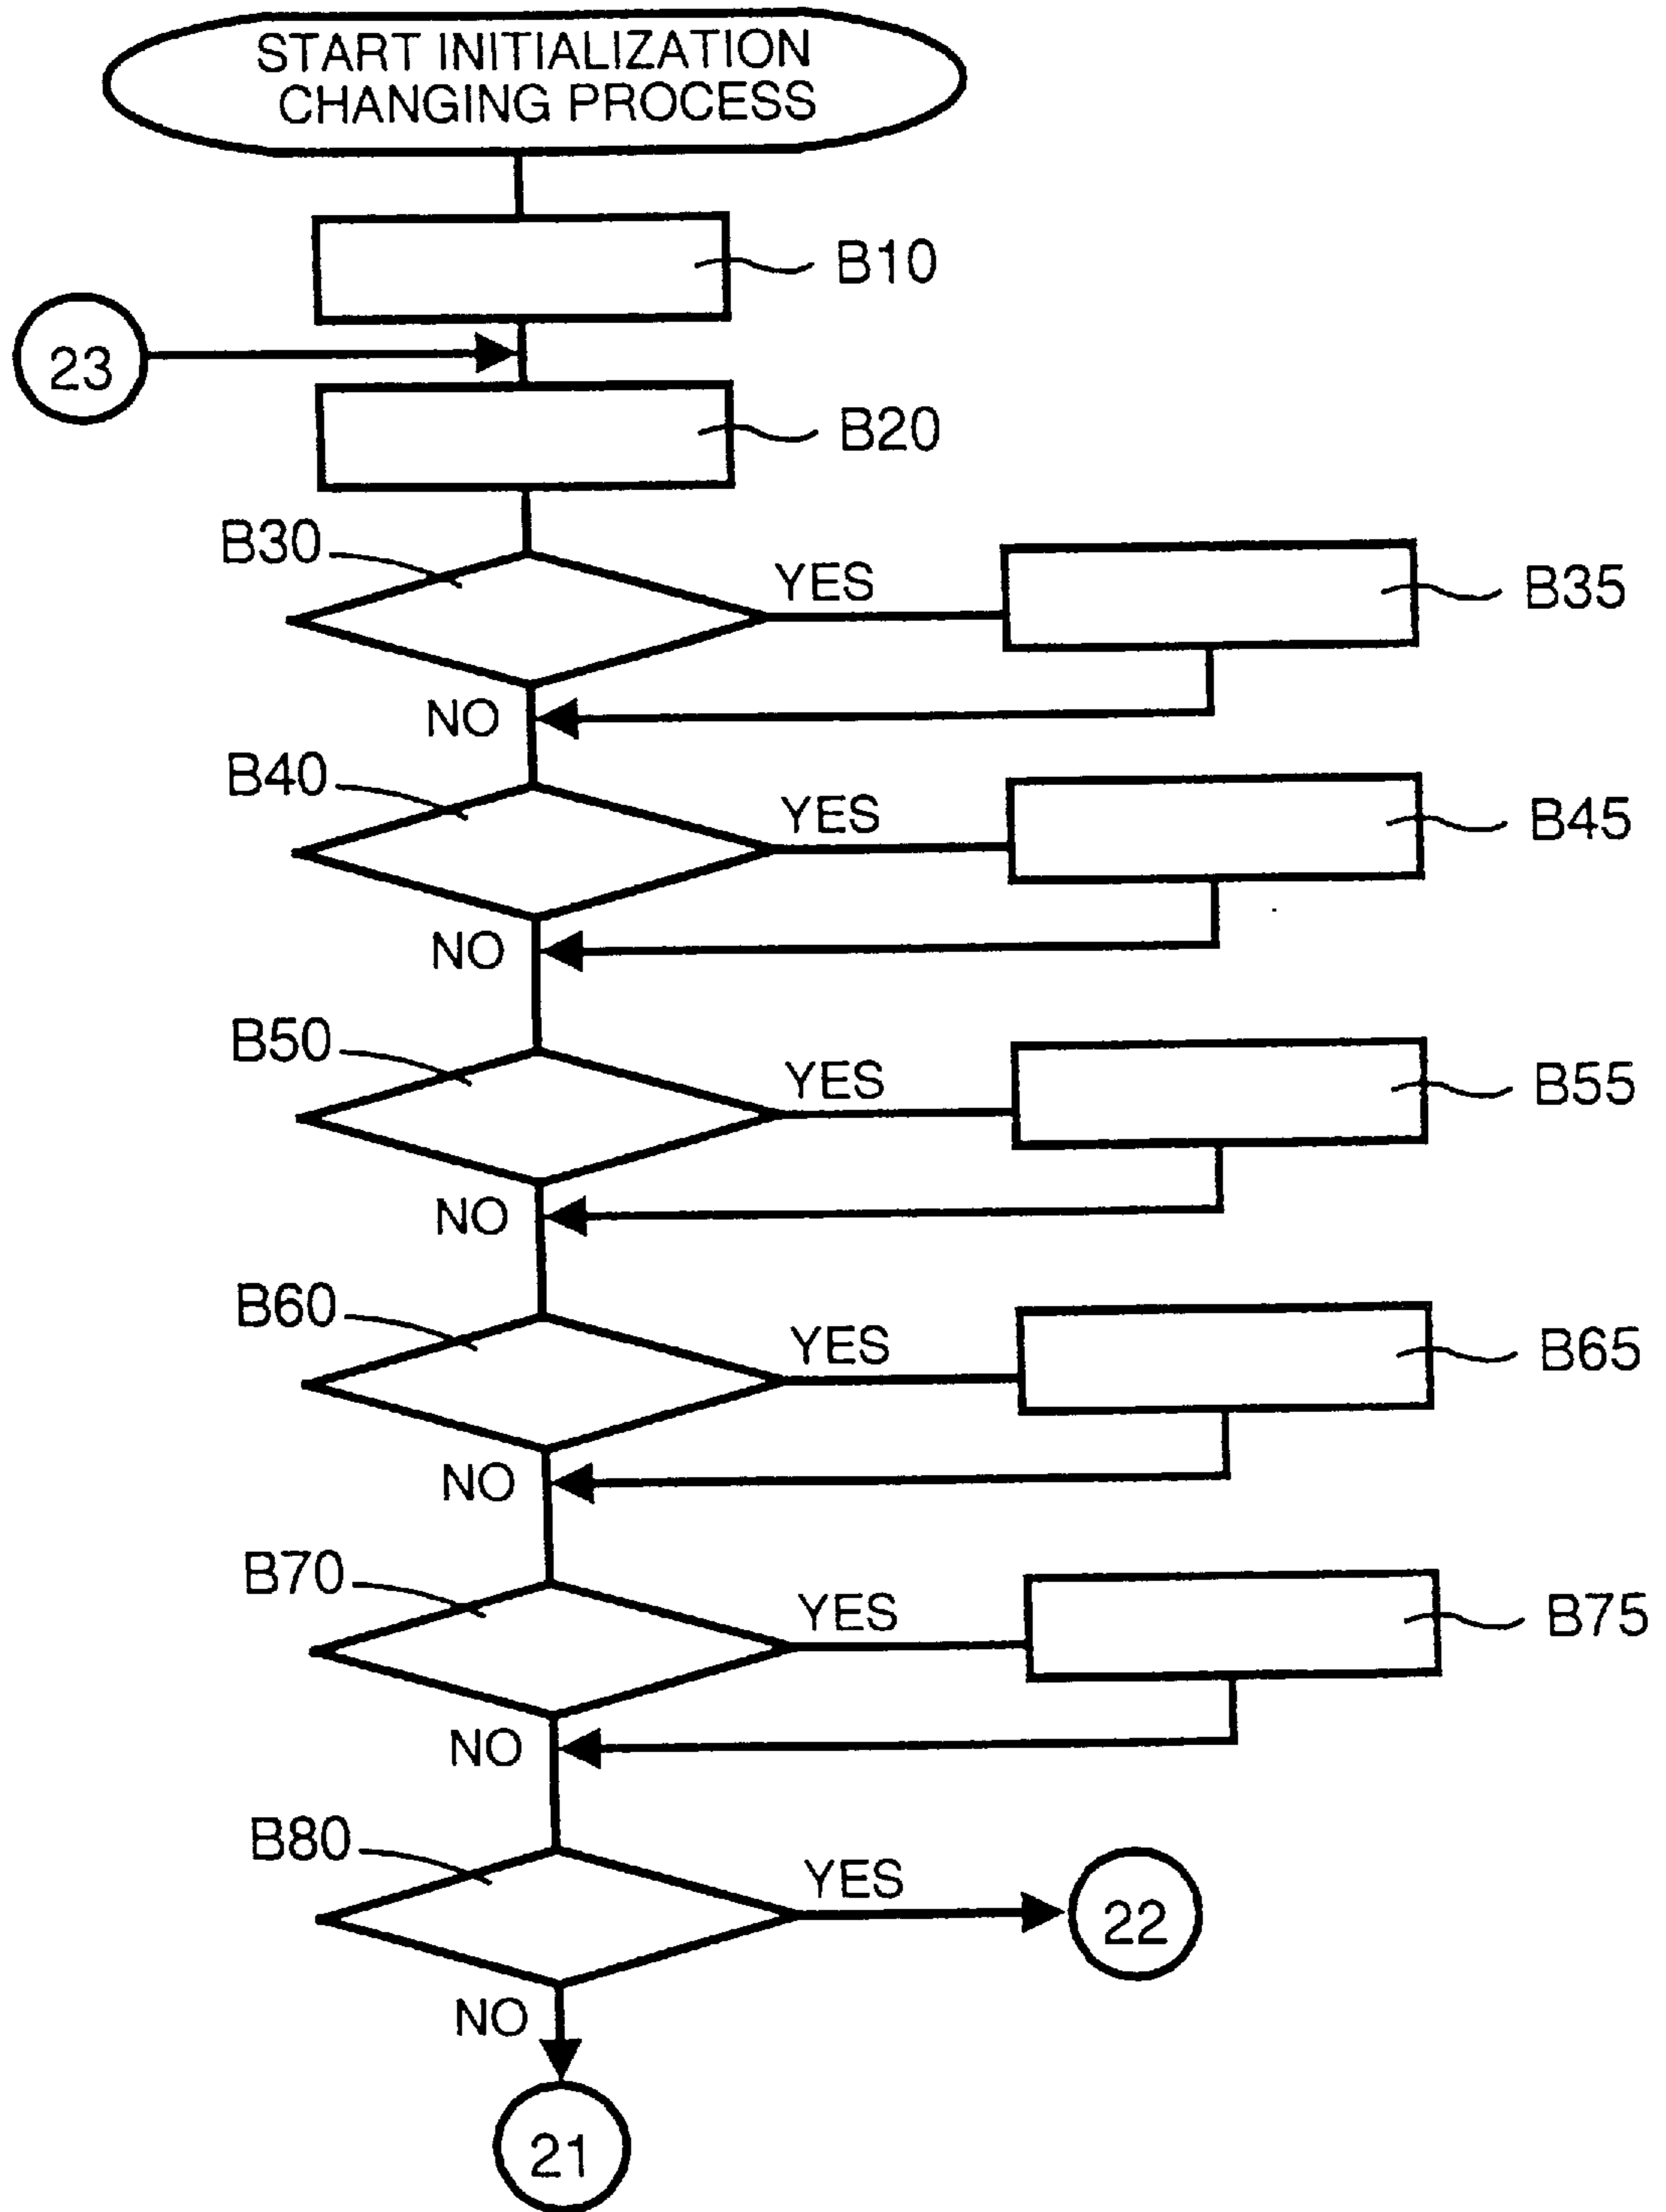 START INITIALIZATION
CHANGING PROCESS
B10
23
B20
B30
YES
B35
NO
B40
YES
B45
NO
B50
YES
B55
NO
B60
YES
B65
NO
B70
YES
B75
NO
B80
YES
22
NO
21